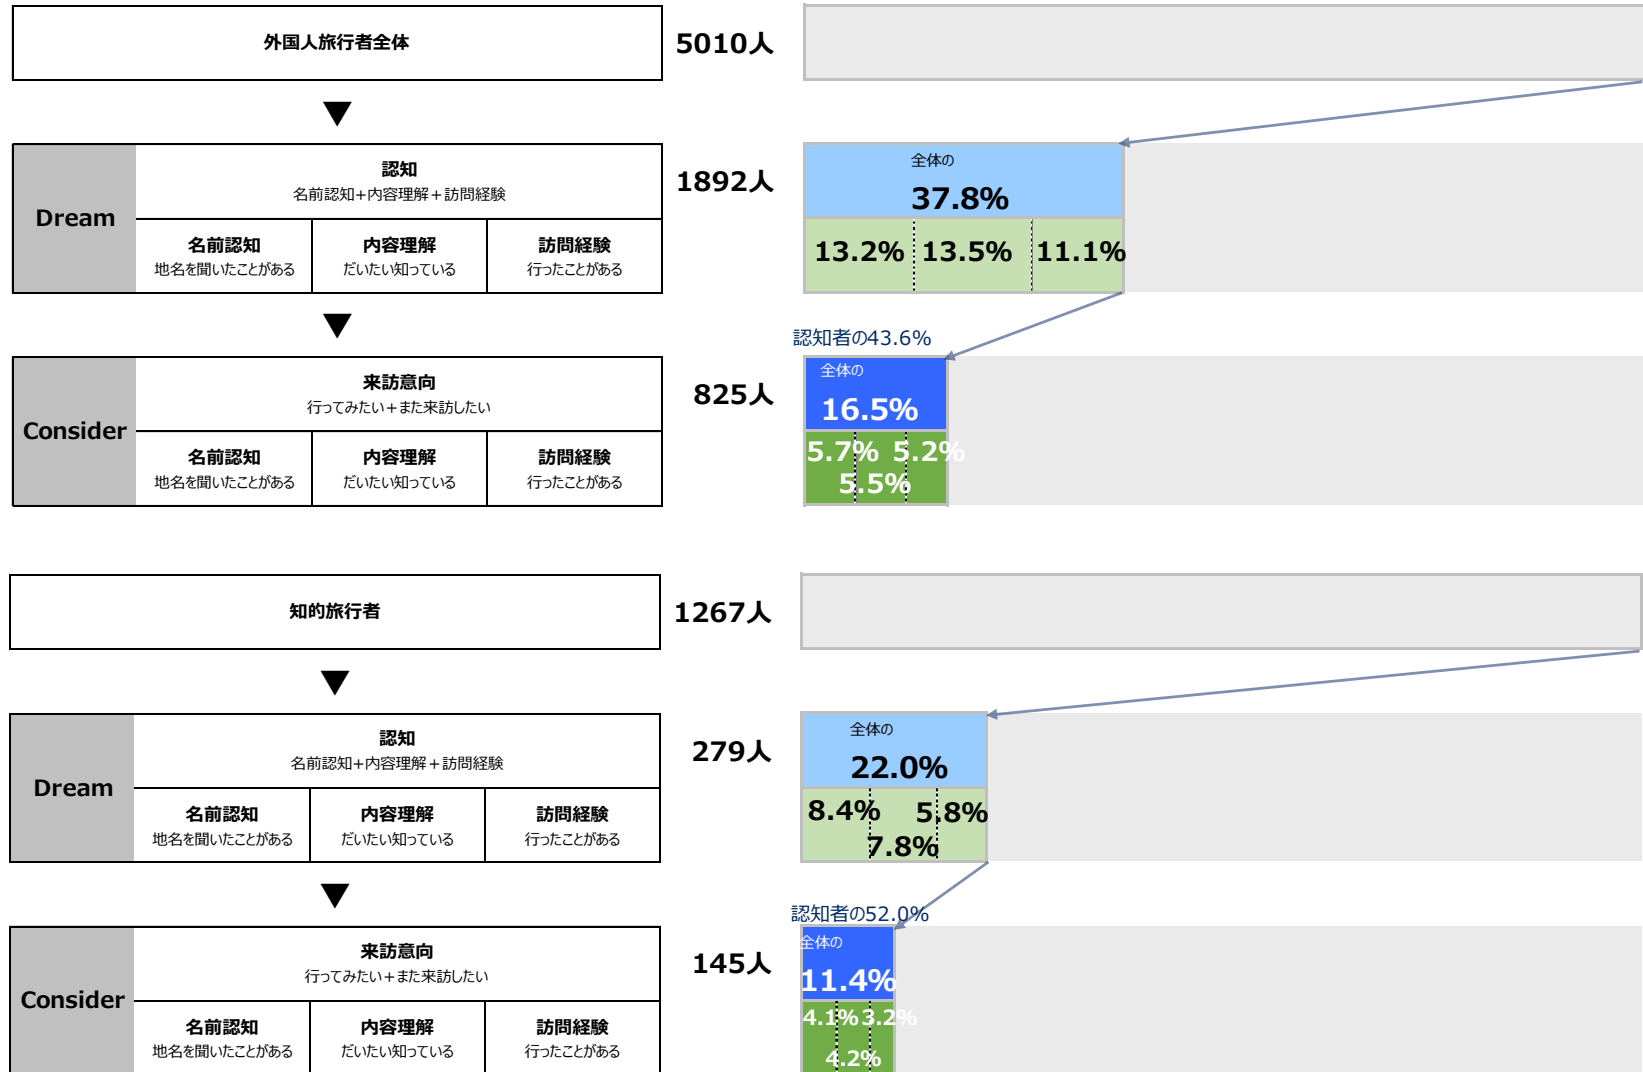 外国人旅行者全体
5010人
▼
Dream
認知
名前認知+内容理解+訪問経験
名前認知
地名を聞いたことがある
内容理解
だいたい知っている
訪問経験
行ったことがある
1892人
全体の
37.8%
13.2%
13.5%
11.1%
▼
Consider
来訪意向
行ってみたい+また来訪したい
名前認知
地名を聞いたことがある
内容理解
だいたい知っている
訪問経験
行ったことがある
825人
認知者の43.6%
全体の
16.5%
5.7%
5.5%
5.2%
知的旅行者
1267人
▼
Dream
認知
名前認知+内容理解+訪問経験
名前認知
地名を聞いたことがある
内容理解
だいたい知っている
訪問経験
行ったことがある
279人
全体の
22.0%
8.4%
7.8%
5.8%
▼
Consider
来訪意向
行ってみたい+また来訪したい
名前認知
地名を聞いたことがある
内容理解
だいたい知っている
訪問経験
行ったことがある
145人
認知者の52.0%
全体の
11.4%
4.1%
4.2%
3.2%